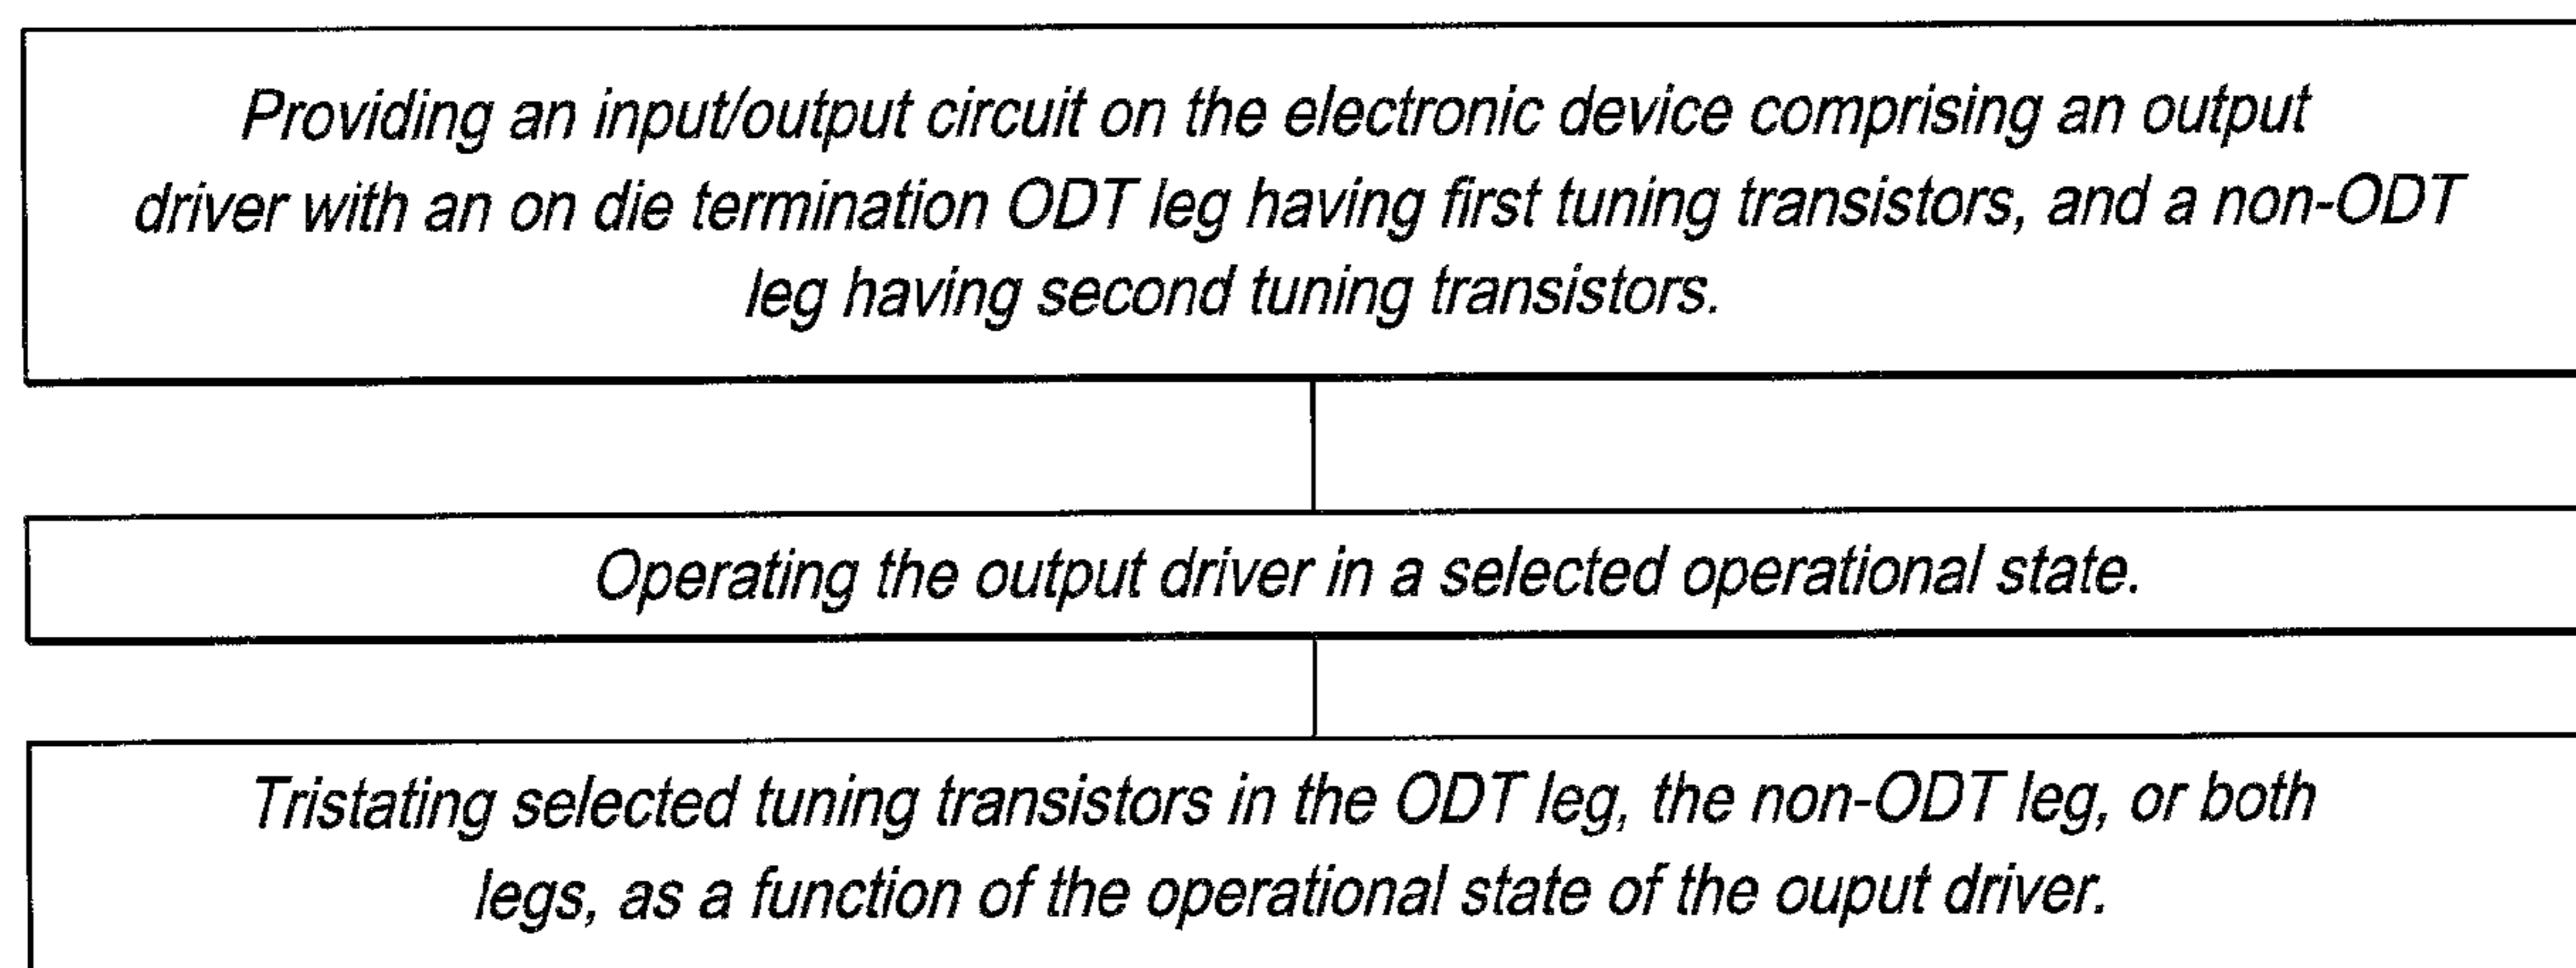 Providing an input/output circuit on the electronic device comprising an output
driver with an on die termination ODT leg having first tuning transistors, and a non-ODT
leg having second tuning transistors.
Operating the output driver in a selected operational state.
Tristating selected tuning transistors in the ODT leg, the non-ODT leg, or both
legs, as a function of the operational state of the ouput driver.